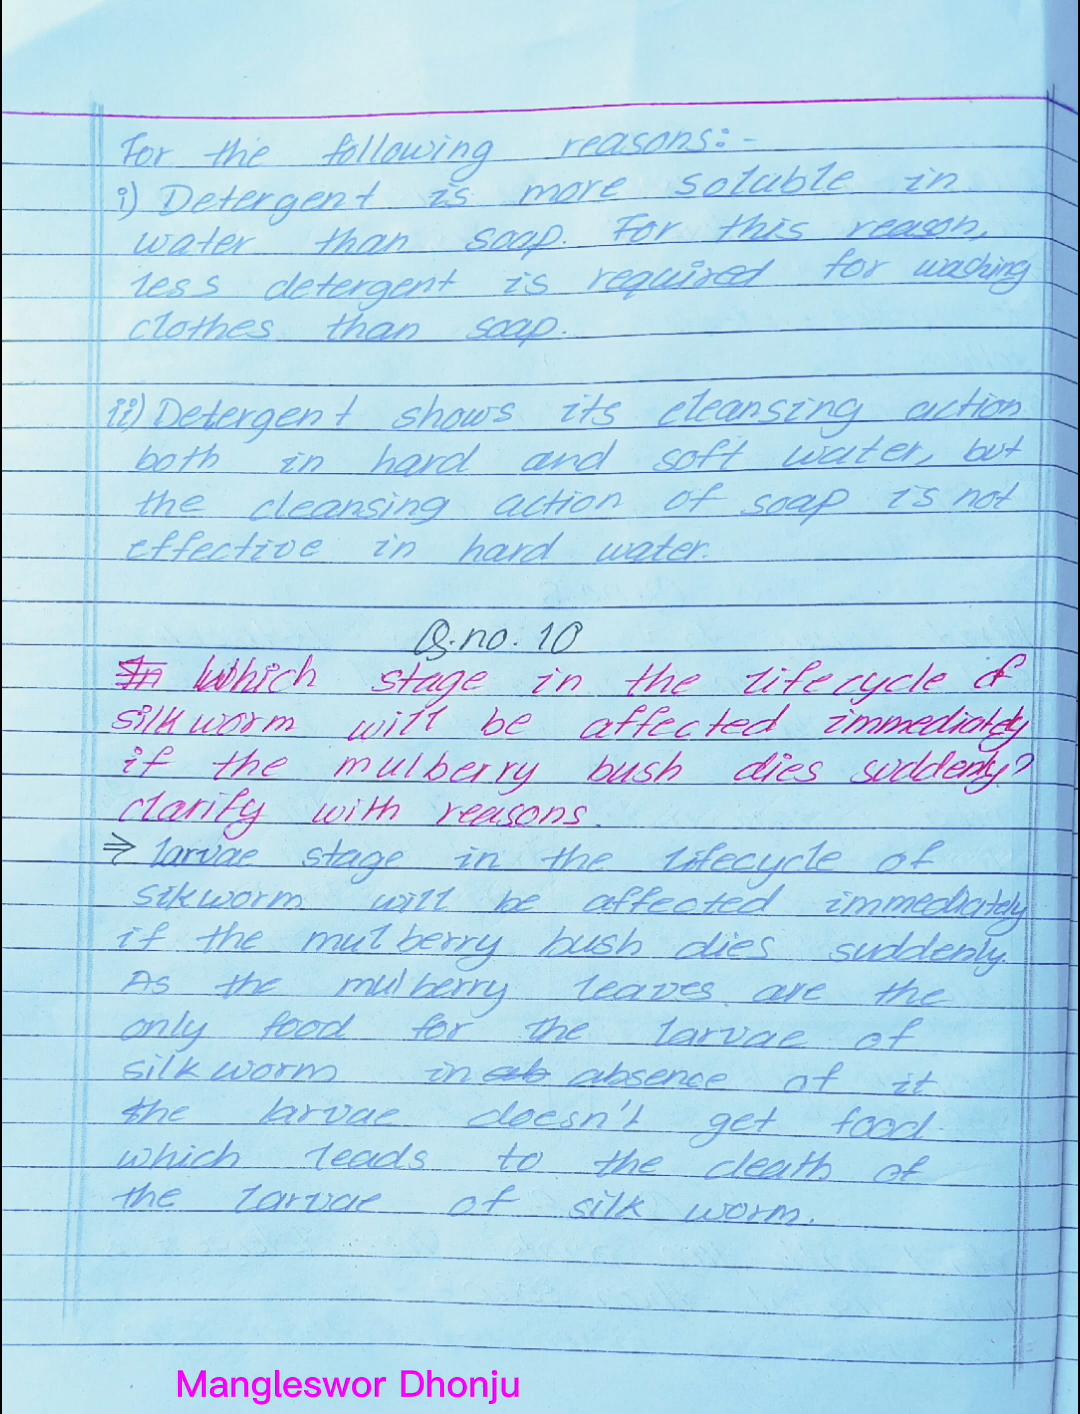 For the following reasons:-
i) Detergent is more soluble in
water than soap. For this reason,
less detergent is required for washing
clothes than soap.
ii) Detergent shows its cleansing action
both in hard and soft water, but
the cleansing action of soap is not
effective in hard water.
Q.no. 10
In Which stage in the lifecycle of
silk worm will be affected immediately
if the mulberry bush dies suddenly?
clarify with reasons.
⇒ larvae stage in the lifecycle of
silkworm will be affected immediately
if the mulberry bush dies suddenly.
As the mulberry leaves are the
only food for the larvae of
silk worm in ab absence of it
the larvae doesn't get food
which leads to the death of
the larvae of silk worm.
Mangleswor Dhonju